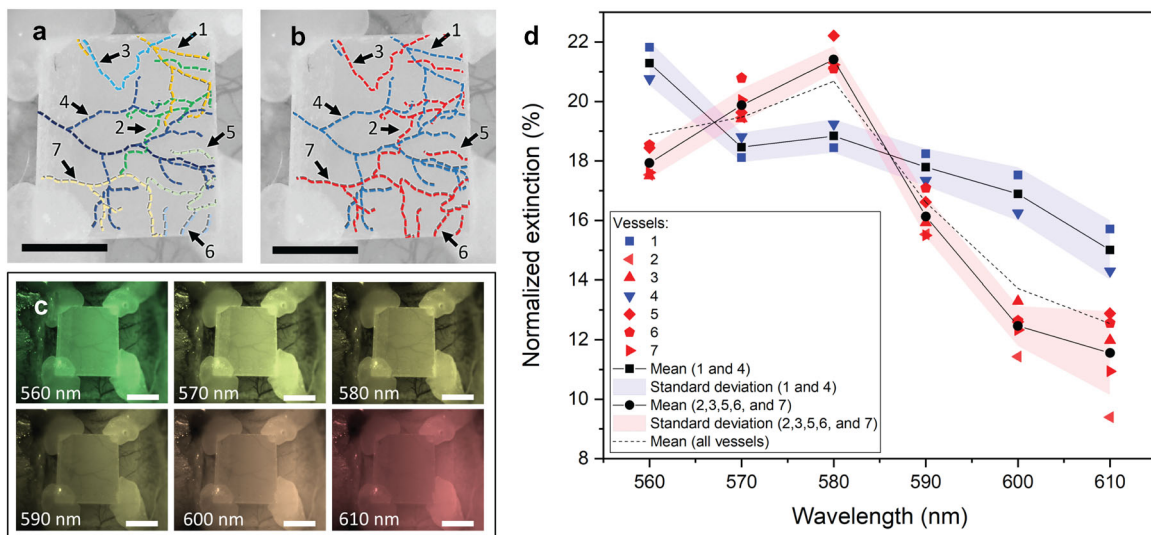 a
1
3
4
2
5
7
6
b
1
3
4
2
5
7
6
c
560 nm
570 nm
580 nm
590 nm
600 nm
610 nm
d
Normalized extinction (%)
22
20
18
16
14
12
10
8
Vessels:
1
2
3
4
5
6
7
Mean (1 and 4)
Standard deviation (1 and 4)
Mean (2,3,5,6, and 7)
Standard deviation (2,3,5,6, and 7)
Mean (all vessels)
560 570 580 590 600 610
Wavelength (nm)